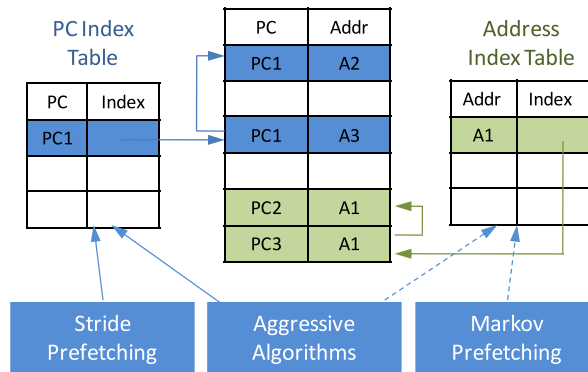 PC Index
Table
PC Index
PC1
PC Addr
PC1 A2
PC1 A3
PC2 A1
PC3 A1
Address
Index Table
Addr Index
A1
Stride
Prefetching
Aggressive
Algorithms
Markov
Prefetching